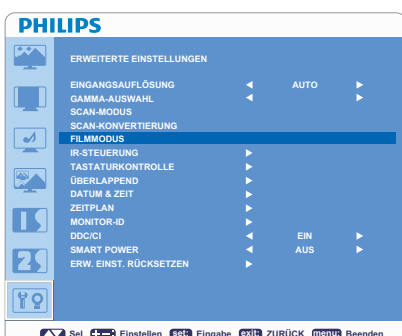 PHILIPS
ERWEITERTE EINSTELLUNGEN
EINGANGSAUFLÖSUNG AUTO
GAMMA-AUSWAHL
SCAN-MODUS
SCAN-KONVERTIERUNG
FILMMODUS
IR-STEUERUNG
TASTATURKONTROLLE
ÜBERLAPPEND
DATUM & ZEIT
ZEITPLAN
MONITOR-ID
DDC/CI EIN
SMART POWER AUS
ERW. EINST. RÜCKSETZEN
Sel. Einstellen set: Eingabe exit: ZURÜCK menu: Beenden